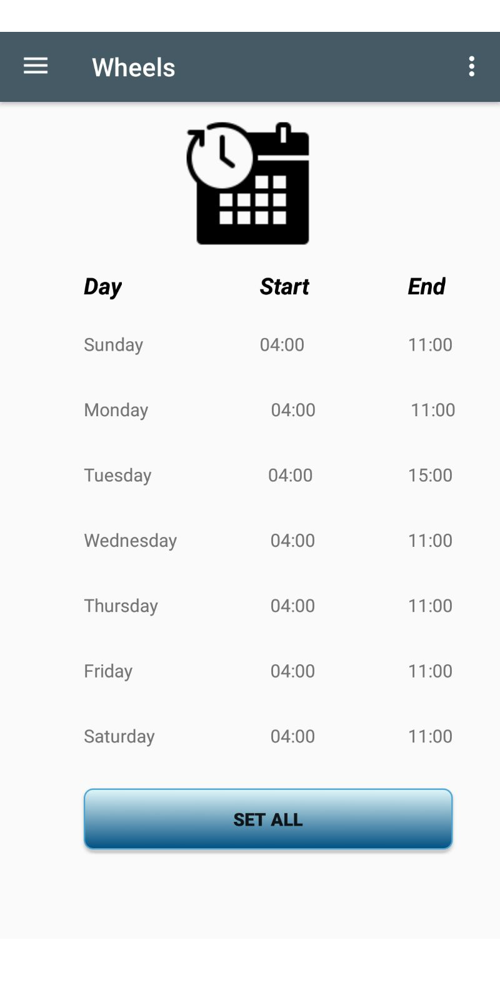 Wheels
Day Start End
Sunday 04:00 11:00
Monday 04:00 11:00
Tuesday 04:00 15:00
Wednesday 04:00 11:00
Thursday 04:00 11:00
Friday 04:00 11:00
Saturday 04:00 11:00
SET ALL